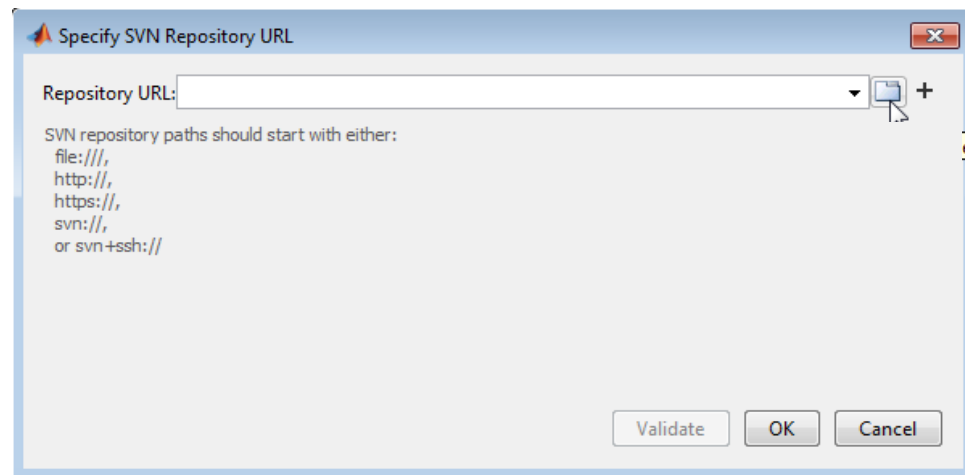 Specify SVN Repository URL
Repository URL:
SVN repository paths should start with either:
file:///,
http://,
https://,
svn://,
or svn+ssh://
Validate OK Cancel